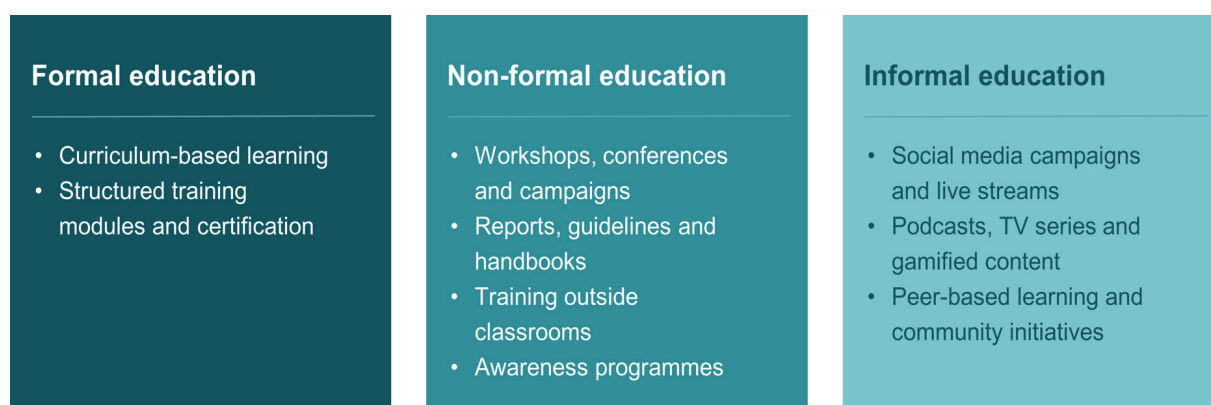 Formal education
• Curriculum-based learning
• Structured training
modules and certification
Non-formal education
• Workshops, conferences
and campaigns
• Reports, guidelines and
handbooks
• Training outside
classrooms
• Awareness programmes
Informal education
• Social media campaigns
and live streams
• Podcasts, TV series and
gamified content
• Peer-based learning and
community initiatives